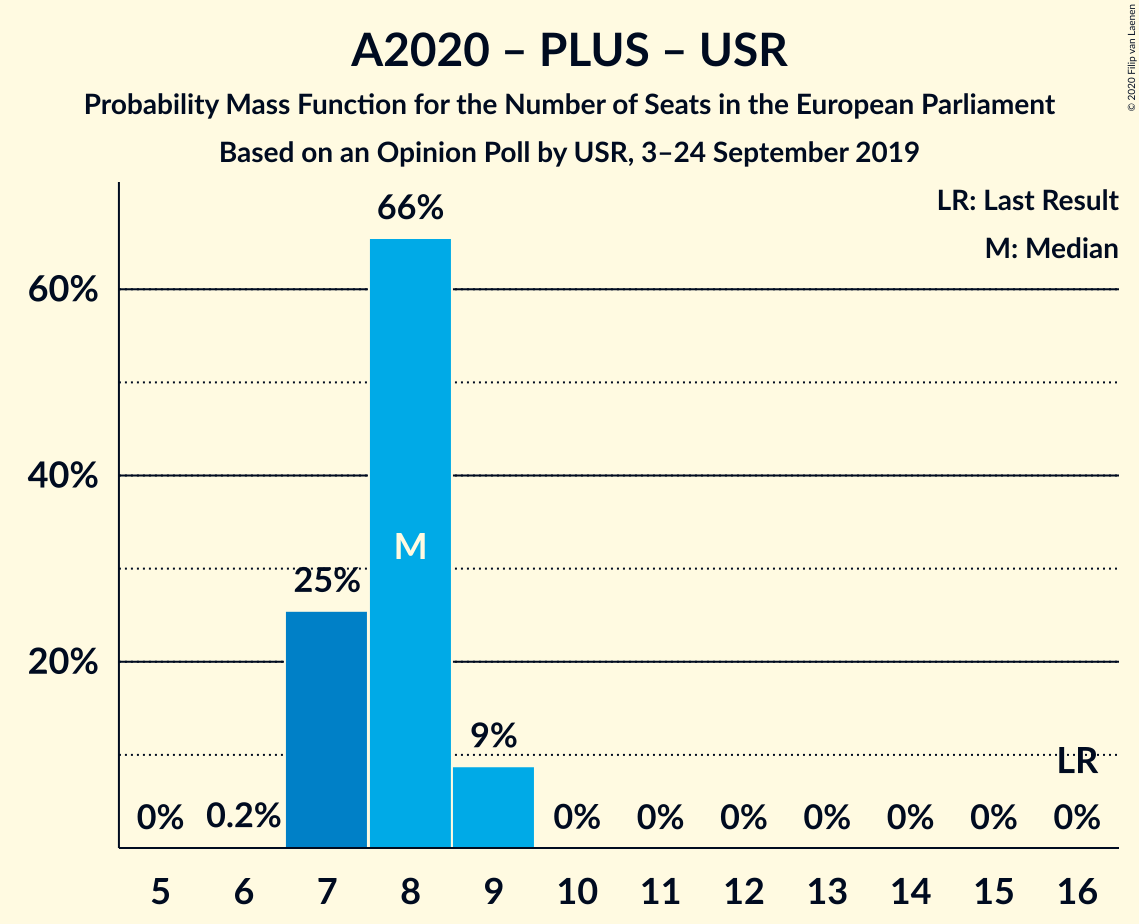 A2020 – PLUS – USR
Probability Mass Function for the Number of Seats in the European Parliament
Based on an Opinion Poll by USR, 3–24 September 2019
© 2020 Filip van Laenen
LR: Last Result
M: Median
66%
60%
40%
M
25%
20%
9%
LR
0% 0.2% 0% 0% 0% 0% 0% 0% 0%
5 6 7 8 9 10 11 12 13 14 15 16